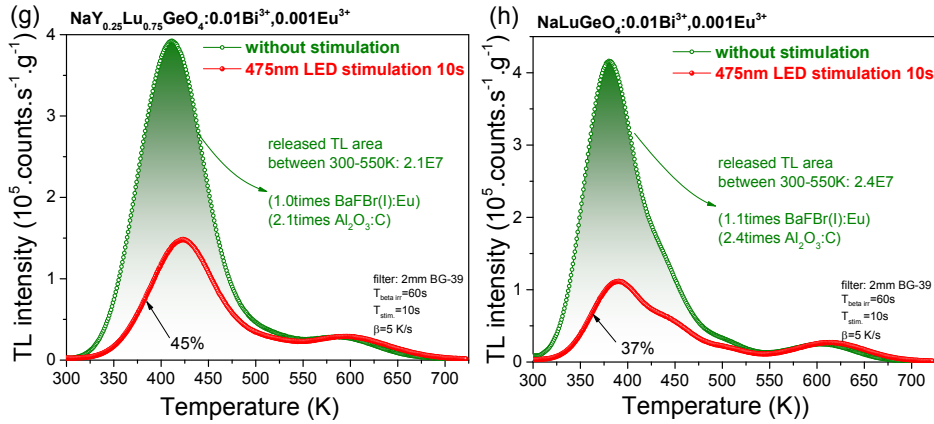 (g)
NaY₀.₂₅Lu₀.₇₅GeO₄:0.01Bi³⁺,0.001Eu³⁺
without stimulation
475nm LED stimulation 10s
released TL area
between 300-550K: 2.1E7
(1.0times BaFBr(I):Eu)
(2.1times Al₂O₃:C)
filter: 2mm BG-39
T beta irr=60s
T stim.=10s
β=5 K/s
45%
TL intensity (10⁵.counts.s⁻¹.g⁻¹)
4
3
2
1
0
300 350 400 450 500 550 600 650 700
Temperature (K)
(h)
NaLuGeO₄:0.01Bi³⁺,0.001Eu³⁺
without stimulation
475nm LED stimulation 10s
released TL area
between 300-550K: 2.4E7
(1.1times BaFBr(I):Eu)
(2.4times Al₂O₃:C)
filter: 2mm BG-39
T beta irr=60s
T stim.=10s
β=5 K/s
37%
TL intensity (10⁵.counts.s⁻¹.g⁻¹)
4
3
2
1
0
300 350 400 450 500 550 600 650 700
Temperature (K))